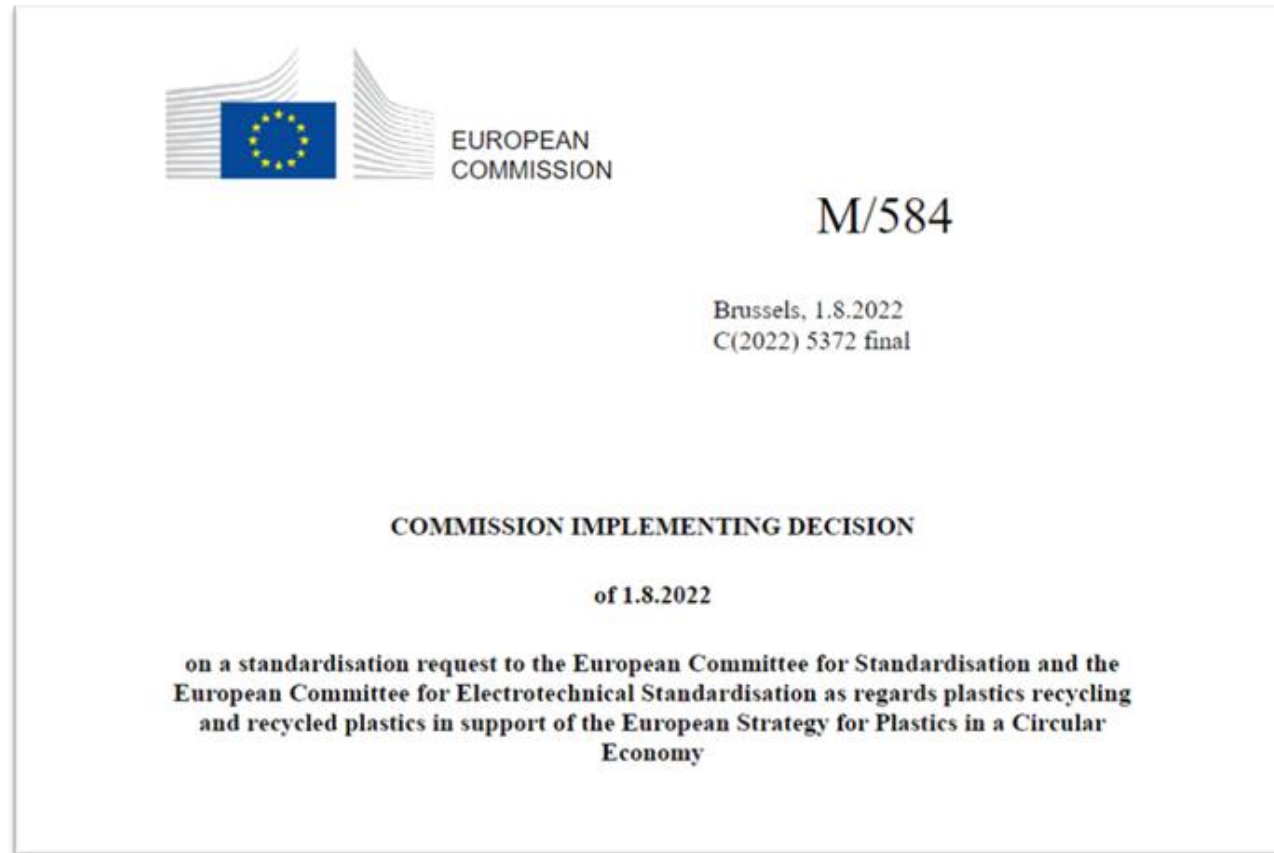 EUROPEAN
COMMISSION
M/584
Brussels, 1.8.2022
C(2022) 5372 final
COMMISSION IMPLEMENTING DECISION
of 1.8.2022
on a standardisation request to the European Committee for Standardisation and the
European Committee for Electrotechnical Standardisation as regards plastics recycling
and recycled plastics in support of the European Strategy for Plastics in a Circular
Economy